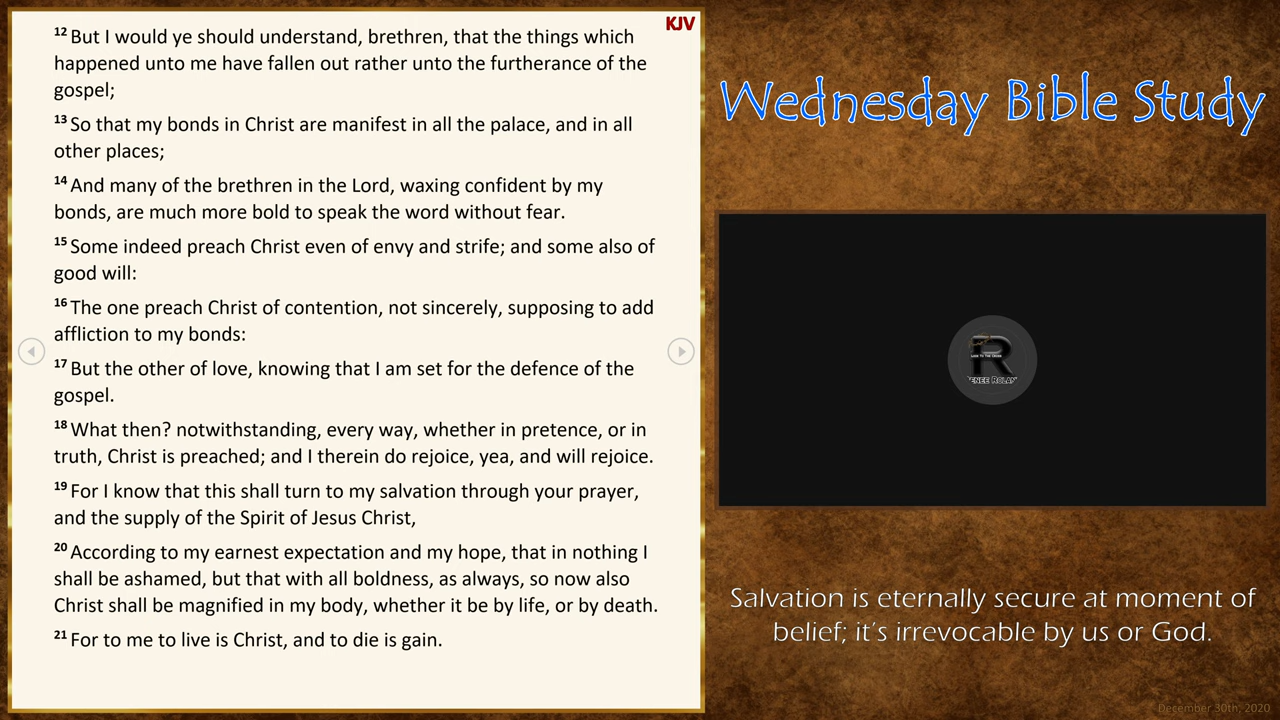 KJV
12 But I would ye should understand, brethren, that the things which
happened unto me have fallen out rather unto the furtherance of the
gospel;
13 So that my bonds in Christ are manifest in all the palace, and in all
other places;
14 And many of the brethren in the Lord, waxing confident by my
bonds, are much more bold to speak the word without fear.
15 Some indeed preach Christ even of envy and strife; and some also of
good will:
16 The one preach Christ of contention, not sincerely, supposing to add
affliction to my bonds:
17 But the other of love, knowing that I am set for the defence of the
gospel.
18 What then? notwithstanding, every way, whether in pretence, or in
truth, Christ is preached; and I therein do rejoice, yea, and will rejoice.
19 For I know that this shall turn to my salvation through your prayer,
and the supply of the Spirit of Jesus Christ,
20 According to my earnest expectation and my hope, that in nothing I
shall be ashamed, but that with all boldness, as always, so now also
Christ shall be magnified in my body, whether it be by life, or by death.
21 For to me to live is Christ, and to die is gain.
Wednesday Bible Study
R
Salvation is eternally secure at moment of
belief; it's irrevocable by us or God.
December 30th, 2020